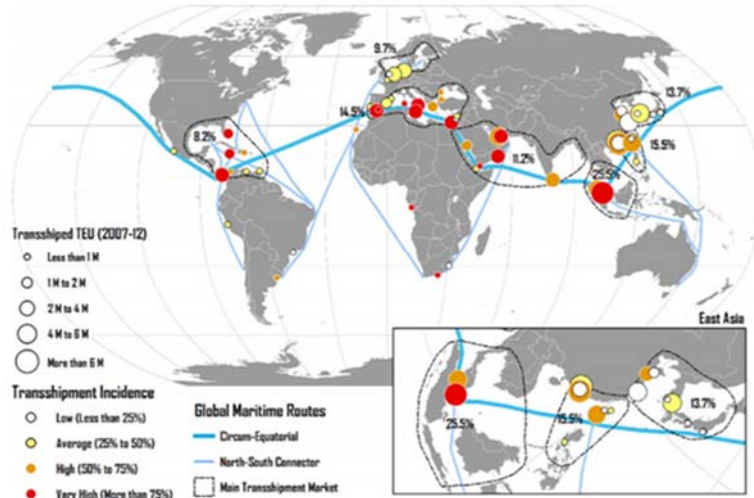 9.7%
13.7%
14.5%
8.2%
15.5%
11.2%
25.5%
Transshiped TEU (2007-12)
Less than 1 M
1 M to 2 M
2 M to 4 M
4 M to 6 M
More than 6 M
Transshipment Incidence
Low (Less than 25%)
Average (25% to 50%)
High (50% to 75%)
Very High (More than 75%)
Global Maritime Routes
Circum-Equatorial
North-South Connector
Main Transshipment Market
East Asia
25.5%
15.5%
13.7%